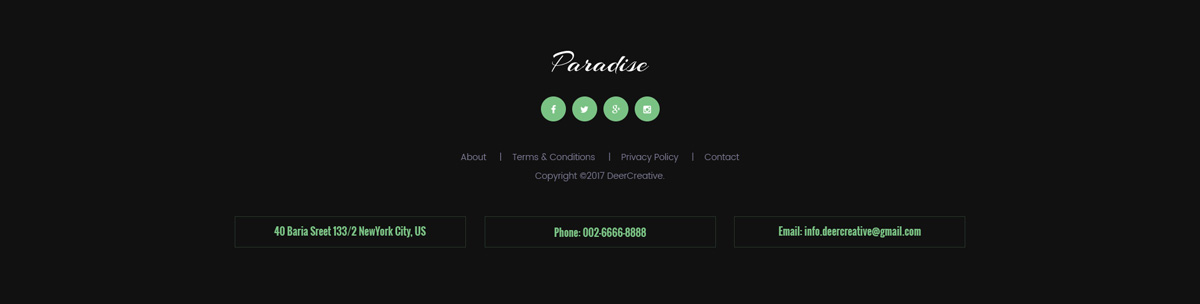 Paradise
About | Terms & Conditions | Privacy Policy | Contact
Copyright ©2017 DeerCreative.
40 Baria Sreet 133/2 NewYork City, US
Phone: 002-6666-8888
Email: info.deercreative@gmail.com